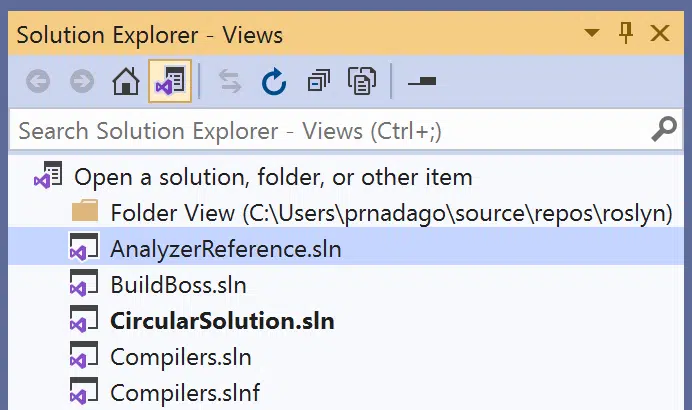 Solution Explorer - Views
Search Solution Explorer - Views (Ctrl+;)
Open a solution, folder, or other item
Folder View (C:\Users\prnadago\source\repos\roslyn)
AnalyzerReference.sln
BuildBoss.sln
CircularSolution.sln
Compilers.sln
Compilers.slnf